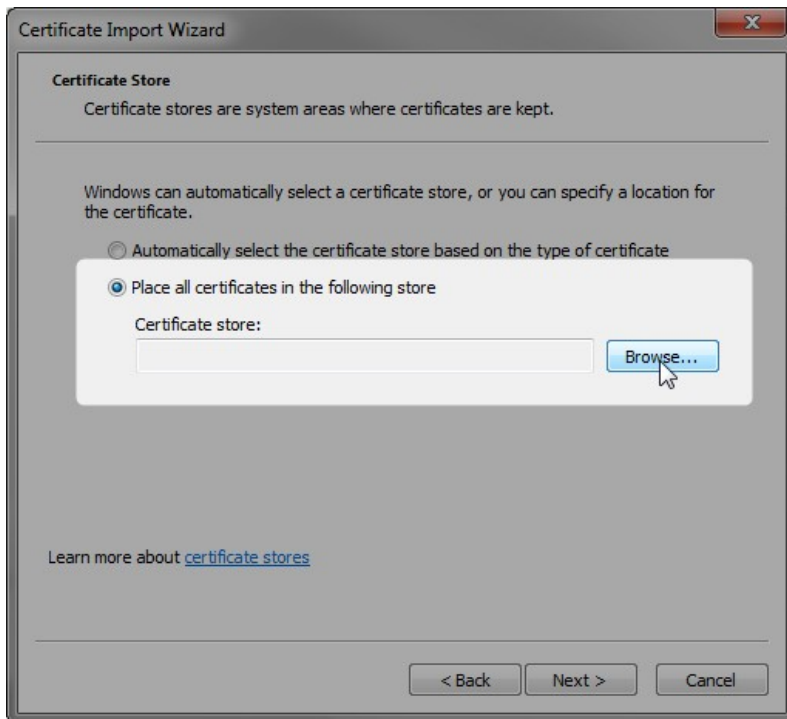 Certificate Import Wizard
Certificate Store
Certificate stores are system areas where certificates are kept.
Windows can automatically select a certificate store, or you can specify a location for
the certificate.
Automatically select the certificate store based on the type of certificate
Place all certificates in the following store
Certificate store:
Browse...
Learn more about certificate stores
< Back Next > Cancel